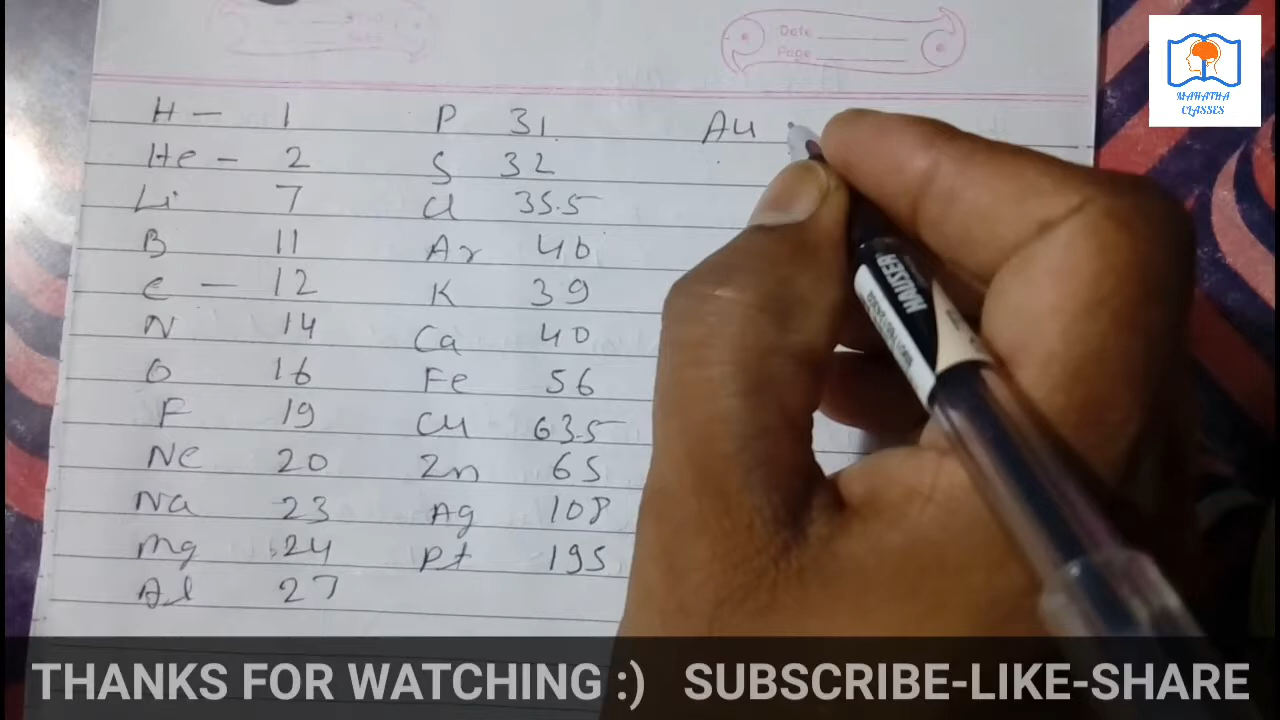 Date
Page
MAHATHA
CLASSES
H - 1
He - 2
Li 7
B 11
C - 12
N 14
O 16
F 19
Ne 20
Na 23
Mg 24
Al 27
P 31
S 32
Cl 35.5
Ar 40
K 39
Ca 40
Fe 56
Cu 63.5
Zn 65
Ag 108
Pt 195
Au
MAUSER
THANKS FOR WATCHING :) SUBSCRIBE-LIKE-SHARE